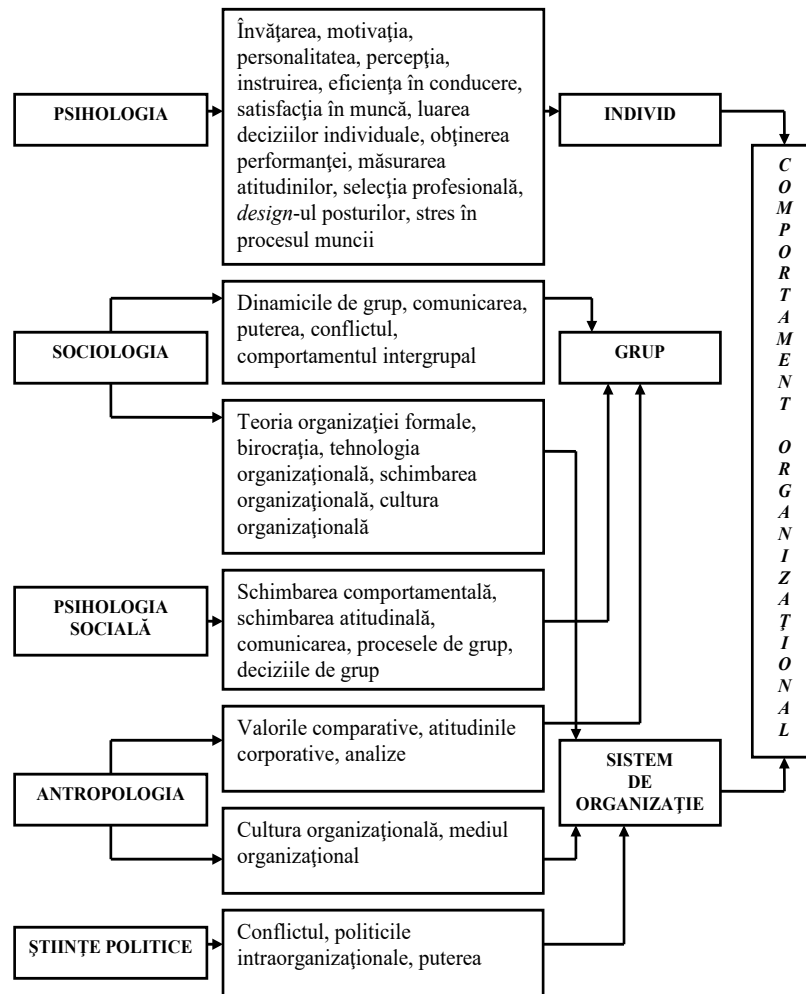 PSIHOLOGIA
Învăţarea, motivaţia,
personalitatea, percepţia,
instruirea, eficienţa în conducere,
satisfacţia în muncă, luarea
deciziilor individuale, obţinerea
performanţei, măsurarea
atitudinilor, selecţia profesională,
design-ul posturilor, stres în
procesul muncii
INDIVID
SOCIOLOGIA
Dinamicile de grup, comunicarea,
puterea, conflictul,
comportamentul intergrupal
GRUP
Teoria organizaţiei formale,
birocraţia, tehnologia
organizaţională, schimbarea
organizaţională, cultura
organizaţională
PSIHOLOGIA
SOCIALĂ
Schimbarea comportamentală,
schimbarea atitudinală,
comunicarea, procesele de grup,
deciziile de grup
ANTROPOLOGIA
Valorile comparative, atitudinile
corporative, analize
Cultura organizaţională, mediul
organizaţional
SISTEM
DE
ORGANIZAŢIE
ŞTIINŢE POLITICE
Conflictul, politicile
intraorganizaţionale, puterea
COMPORTAMENT ORGANIZAŢIONAL